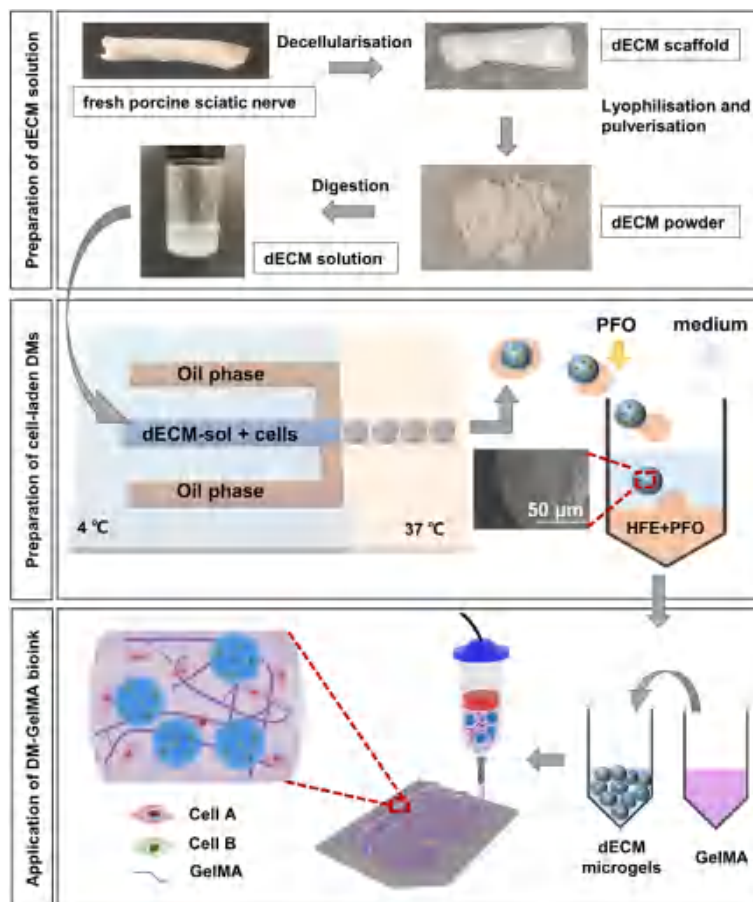 Preparation of dECM solution
Decellularisation
dECM scaffold
fresh porcine sciatic nerve
Lyophilisation and
pulverisation
Digestion
dECM powder
dECM solution
Preparation of cell-laden DMs
PFO
medium
Oil phase
dECM-sol + cells
Oil phase
50 μm
4 ℃
37 ℃
HFE+PFO
Application of DM-GelMA bioink
Cell A
Cell B
GelMA
dECM
microgels
GelMA